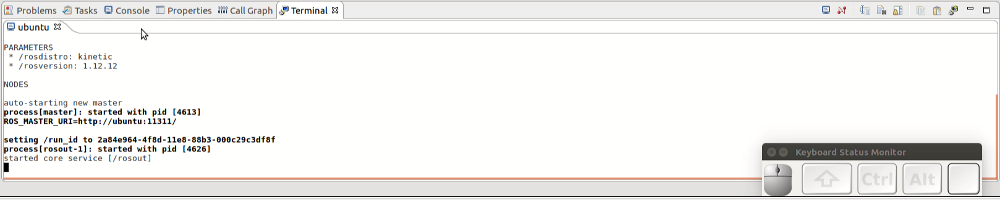 Problems Tasks Console Properties Call Graph Terminal
ubuntu
PARAMETERS
* /rosdistro: kinetic
* /rosversion: 1.12.12
NODES
auto-starting new master
process[master]: started with pid [4613]
ROS_MASTER_URI=http://ubuntu:11311/
setting /run_id to 2a84e964-4f8d-11e8-88b3-000c29c3df8f
process[rosout-1]: started with pid [4626]
started core service [/rosout]
Keyboard Status Monitor
Ctrl Alt